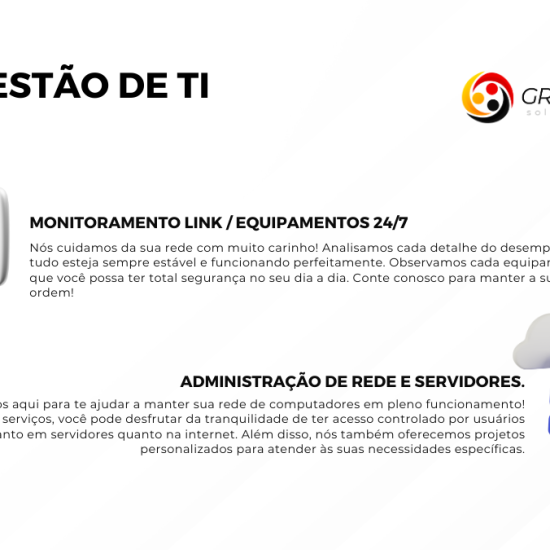 ESTÃO DE TI
GR
sol
MONITORAMENTO LINK / EQUIPAMENTOS 24/7
Nós cuidamos da sua rede com muito carinho! Analisamos cada detalhe do desemp
tudo esteja sempre estável e funcionando perfeitamente. Observamos cada equipar
que você possa ter total segurança no seu dia a dia. Conte conosco para manter a su
ordem!
ADMINISTRAÇÃO DE REDE E SERVIDORES.
os aqui para te ajudar a manter sua rede de computadores em pleno funcionamento!
serviços, você pode desfrutar da tranquilidade de ter acesso controlado por usuários
anto em servidores quanto na internet. Além disso, nós também oferecemos projetos
personalizados para atender às suas necessidades específicas.